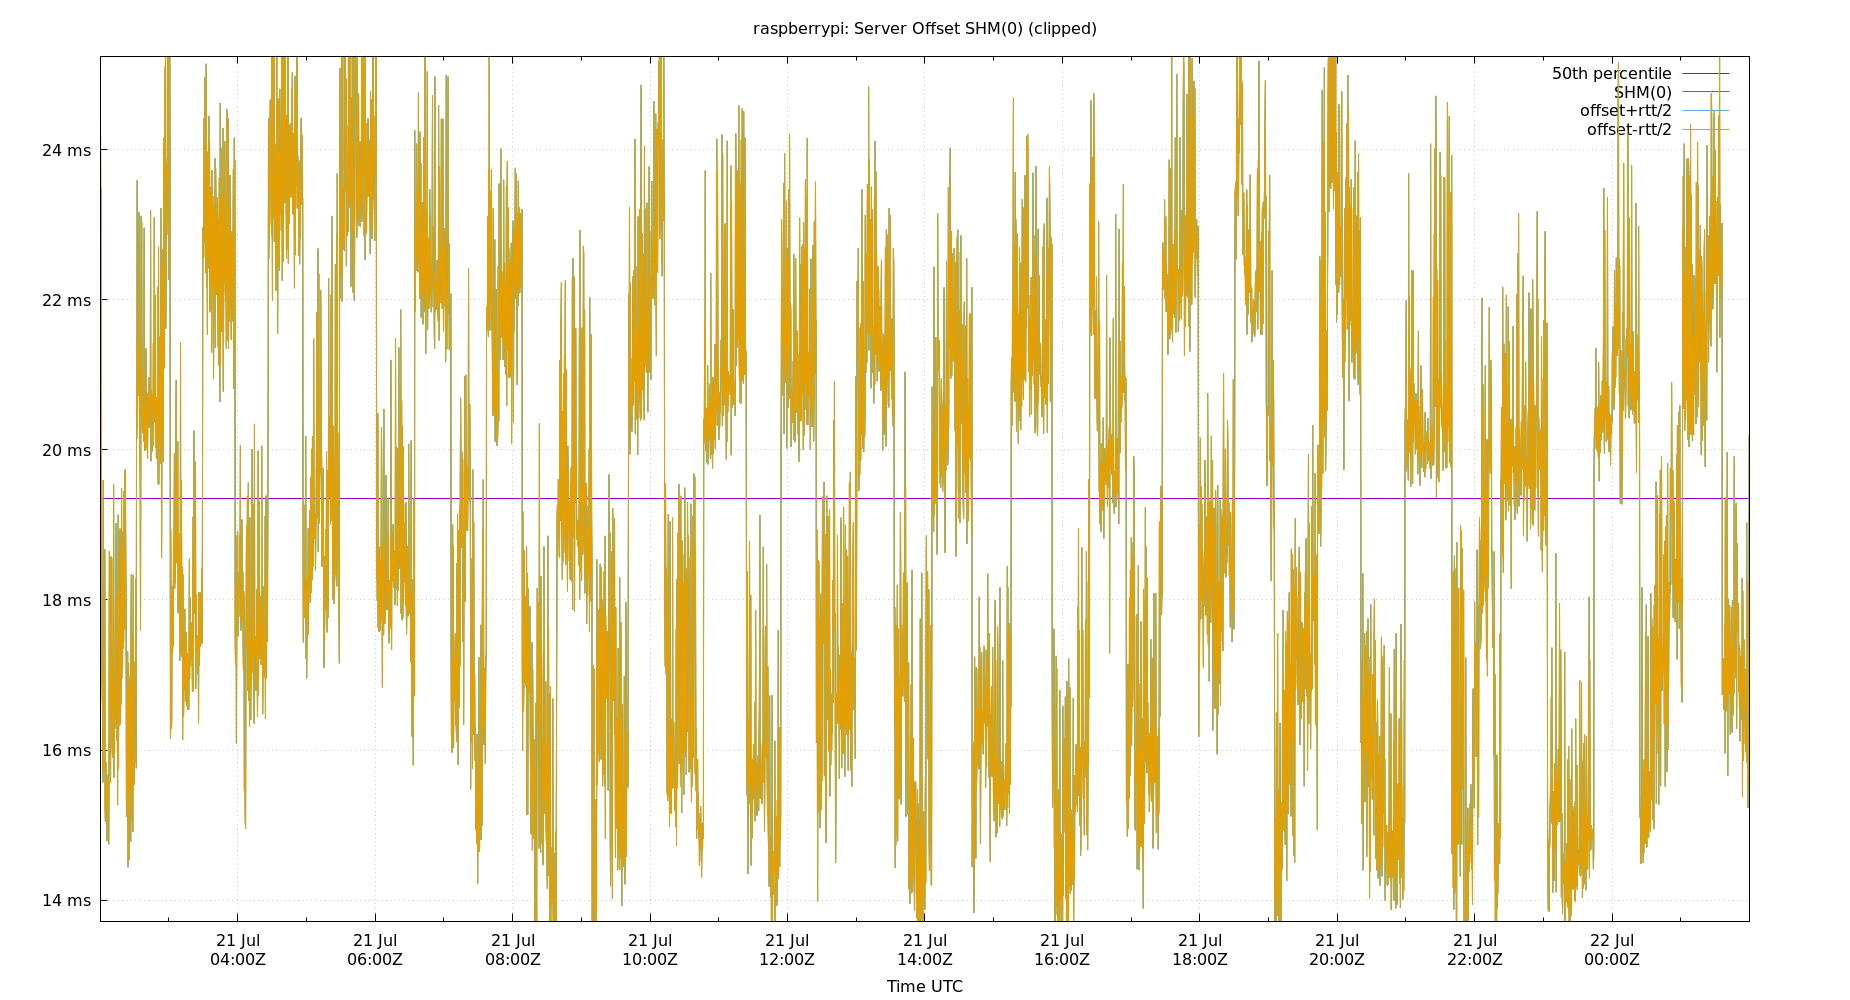 raspberrypi: Server Offset SHM(0) (clipped)
50th percentile
SHM(0)
offset+rtt/2
offset-rtt/2
24 ms
22 ms
20 ms
18 ms
16 ms
14 ms
21 Jul 21 Jul 21 Jul 21 Jul 21 Jul 21 Jul 21 Jul 21 Jul 21 Jul 21 Jul 22 Jul
04:00Z 06:00Z 08:00Z 10:00Z 12:00Z 14:00Z 16:00Z 18:00Z 20:00Z 22:00Z 00:00Z
Time UTC